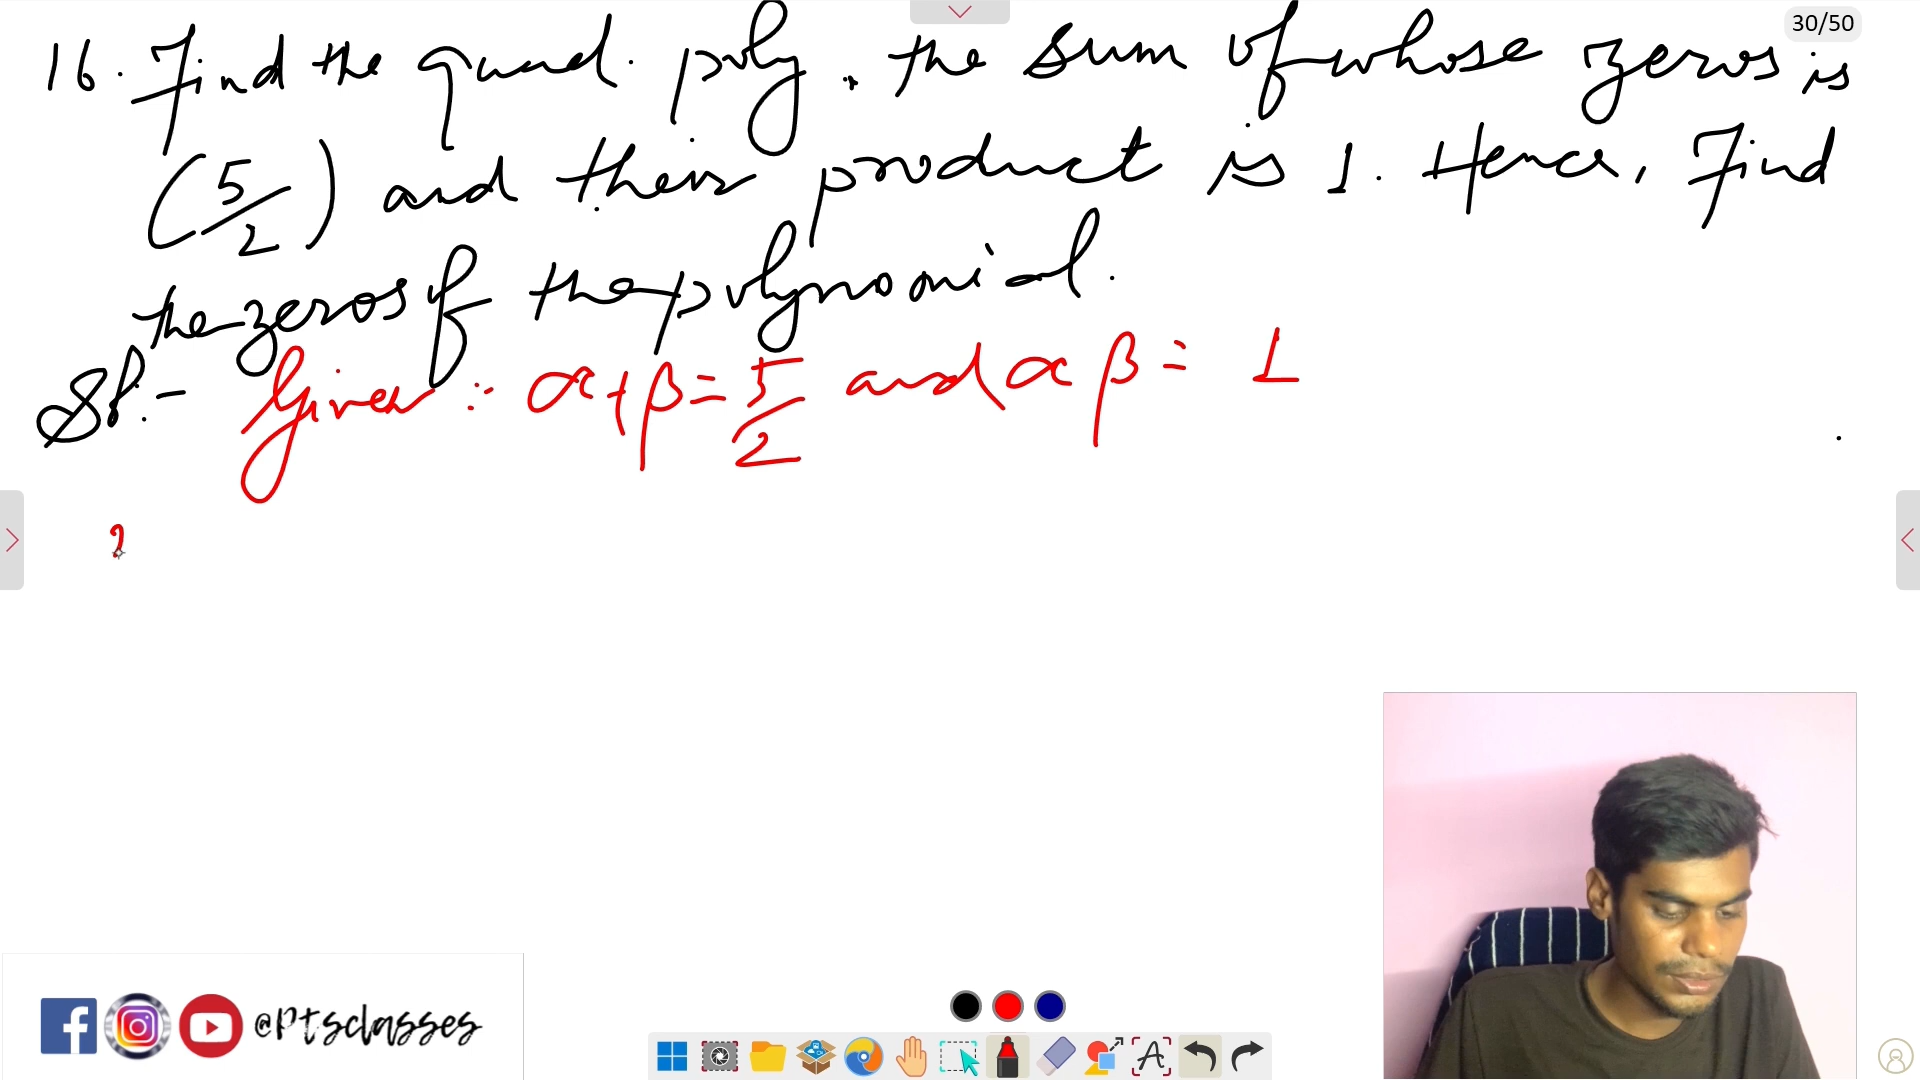 30/50
16. Find the quad. poly., the sum of whose zeros is
(5/2) and their product is 1. Hence, Find
the zeros of the polynomial.
Sol:- Given:- α+β=5/2 and αβ= 1
@Ptsclasses